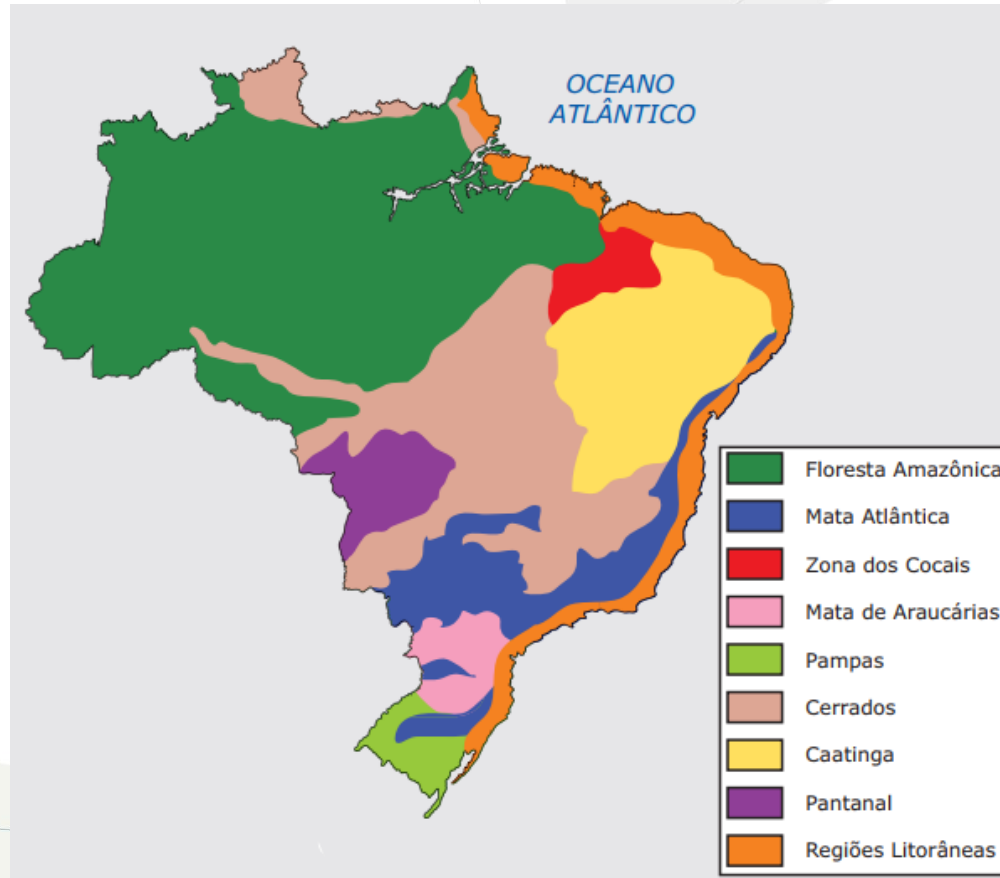 OCEANO
ATLÂNTICO
Floresta Amazônica
Mata Atlântica
Zona dos Cocais
Mata de Araucárias
Pampas
Cerrados
Caatinga
Pantanal
Regiões Litorâneas